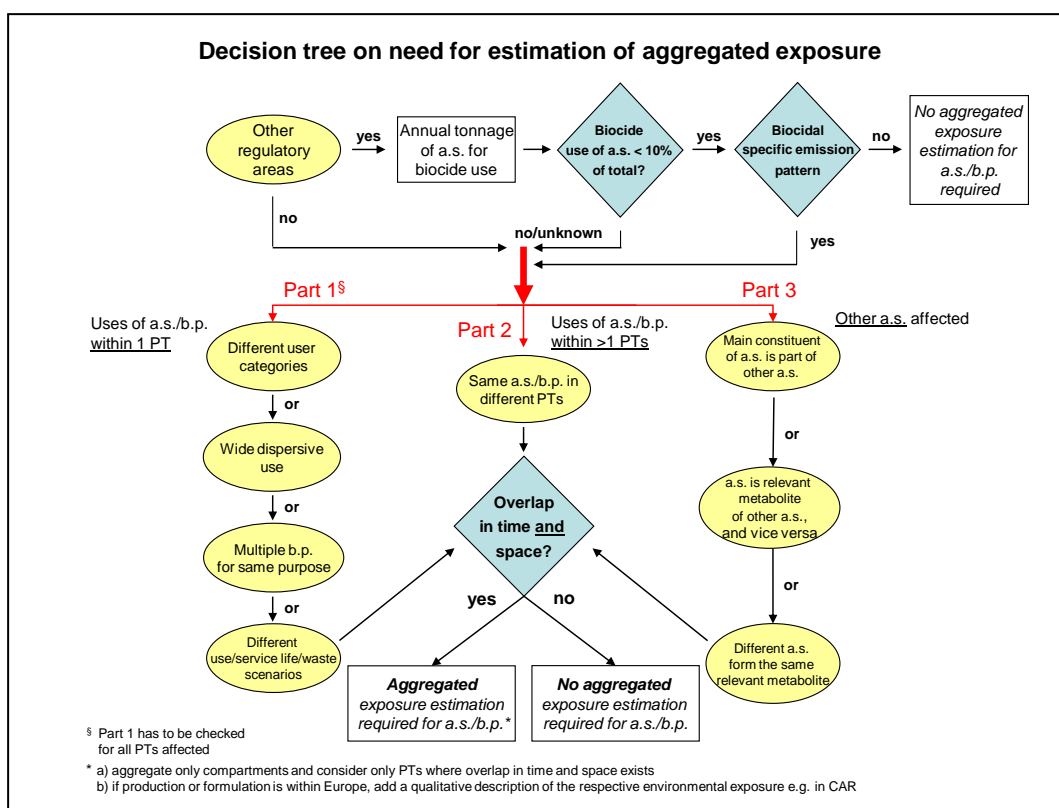 Decision tree on need for estimation of aggregated exposure
Other
regulatory
areas
yes
Annual tonnage
of a.s. for
biocide use
Biocide
use of a.s. < 10%
of total?
yes
Biocidal
specific emission
pattern
no
No aggregated
exposure
estimation for
a.s./b.p.
required
no
no/unknown
yes
Part 1§
Part 2
Part 3
Uses of a.s./b.p.
within 1 PT
Uses of a.s./b.p.
within >1 PTs
Other a.s. affected
Different user
categories
or
Wide dispersive
use
or
Multiple b.p.
for same purpose
or
Different
use/service life/waste
scenarios
Same a.s./b.p. in
different PTs
Overlap
in time and
space?
yes
no
Main constituent
of a.s. is part of
other a.s.
or
a.s. is relevant
metabolite
of other a.s.,
and vice versa
or
Different a.s.
form the same
relevant metabolite
Aggregated
exposure estimation
required for a.s./b.p.*
No aggregated
exposure estimation
required for a.s./b.p.
§ Part 1 has to be checked
for all PTs affected
* a) aggregate only compartments and consider only PTs where overlap in time and space exists
b) if production or formulation is within Europe, add a qualitative description of the respective environmental exposure e.g. in CAR